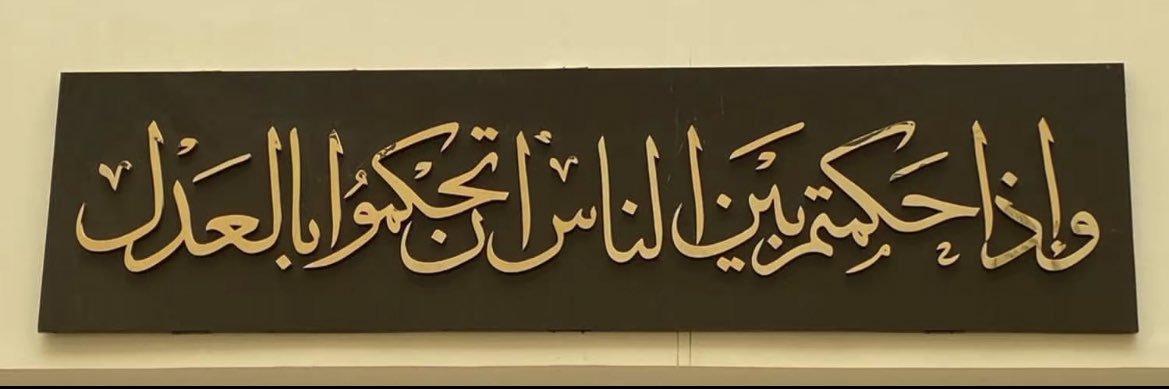 وإذا حكمتم بين الناس أن تحكموا بالعدل